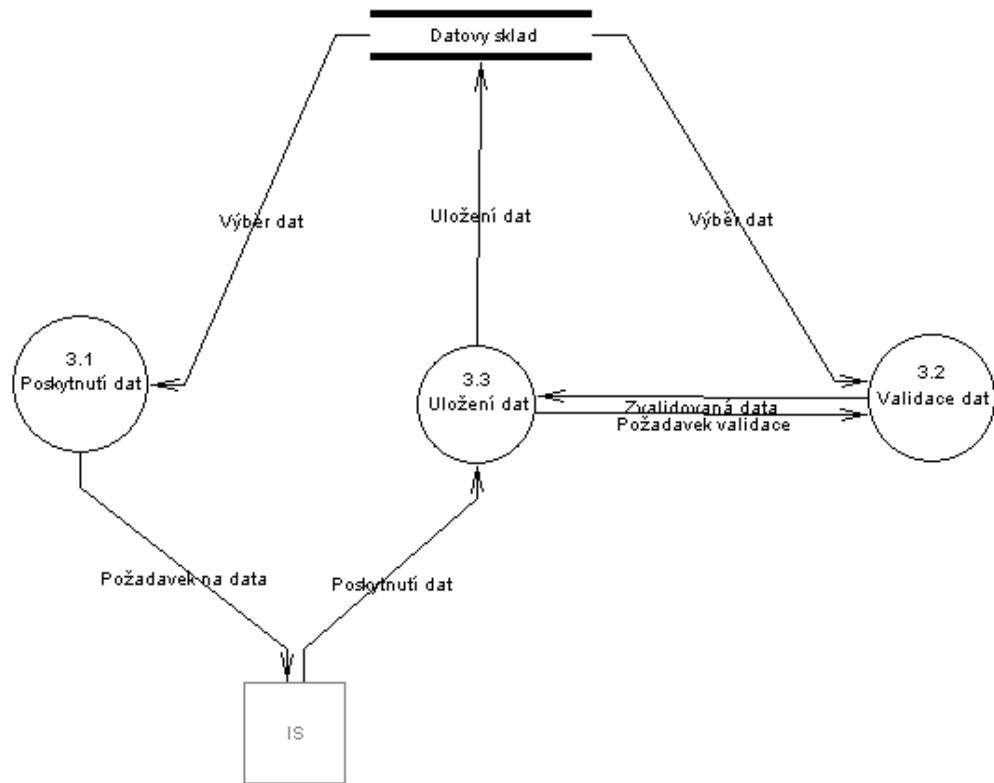 Datovy sklad
Výběr dat
Uložení dat
Výběr dat
3.1
Poskytnutí dat
3.3
Uložení dat
3.2
Validace dat
Zvalidovaná data
Požadavek validace
Požadavek na data
Poskytnutí dat
IS